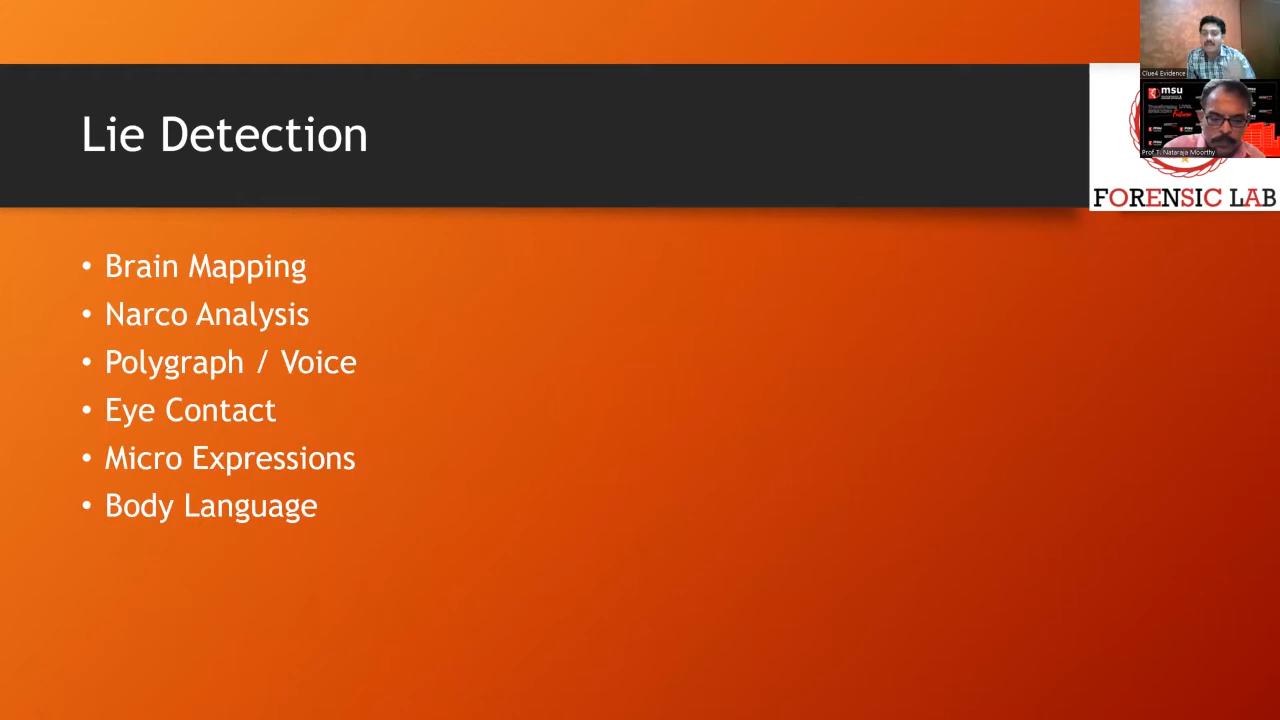 Lie Detection
• Brain Mapping
• Narco Analysis
• Polygraph / Voice
• Eye Contact
• Micro Expressions
• Body Language
Clue4 Evidence
msu
Prof T. Nataraja Moorthy
FORENSIC LAB